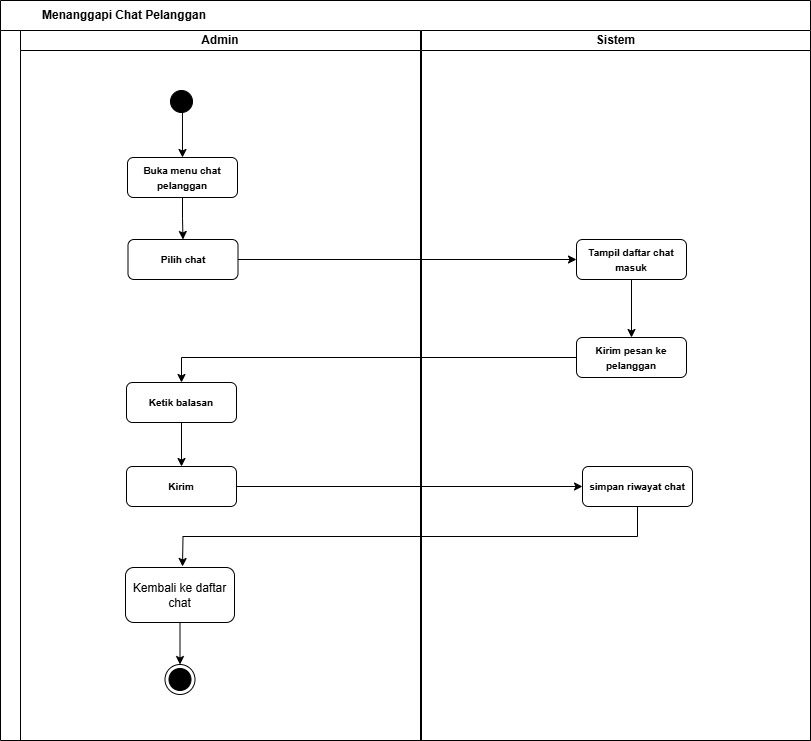 Menanggapi Chat Pelanggan
Admin
Sistem
Buka menu chat
pelanggan
Pilih chat
Tampil daftar chat
masuk
Kirim pesan ke
pelanggan
Ketik balasan
Kirim
simpan riwayat chat
Kembali ke daftar
chat